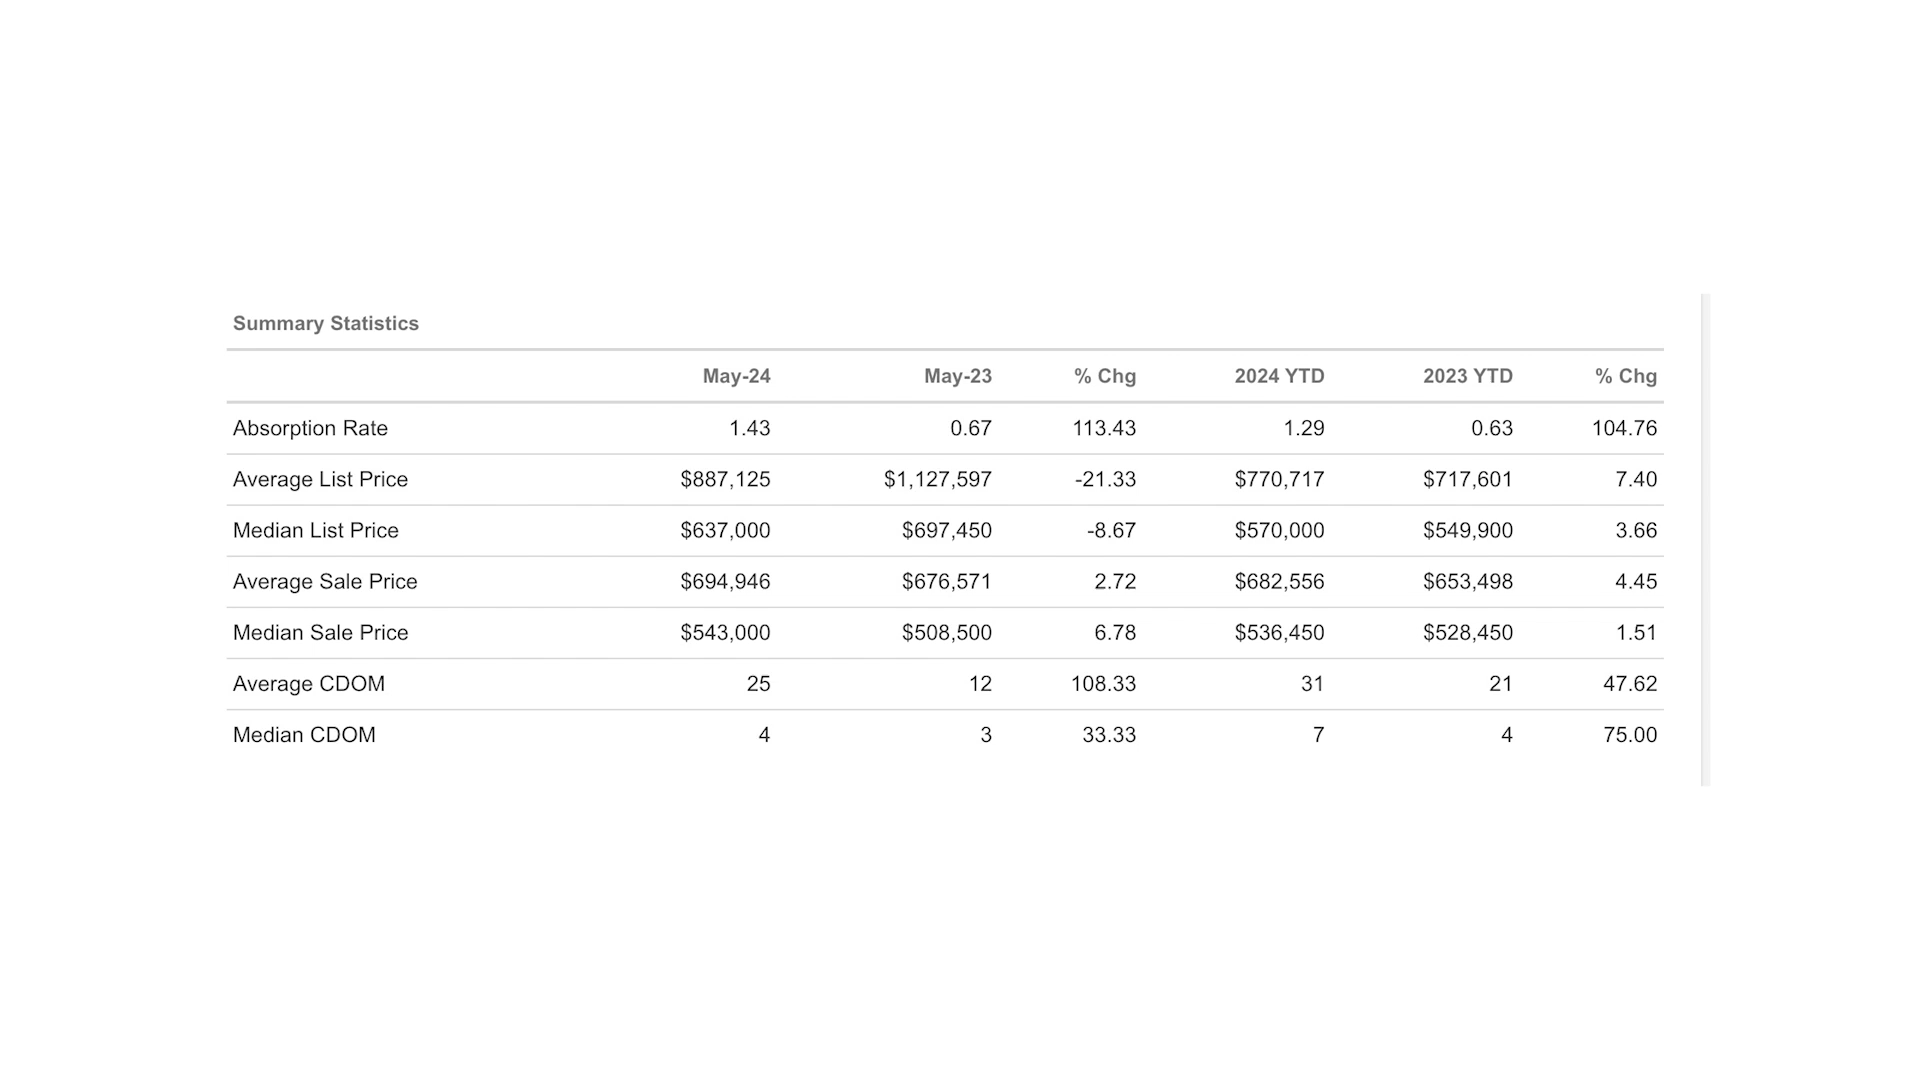 Summary Statistics
May-24 May-23 % Chg 2024 YTD 2023 YTD % Chg
Absorption Rate 1.43 0.67 113.43 1.29 0.63 104.76
Average List Price $887,125 $1,127,597 -21.33 $770,717 $717,601 7.40
Median List Price $637,000 $697,450 -8.67 $570,000 $549,900 3.66
Average Sale Price $694,946 $676,571 2.72 $682,556 $653,498 4.45
Median Sale Price $543,000 $508,500 6.78 $536,450 $528,450 1.51
Average CDOM 25 12 108.33 31 21 47.62
Median CDOM 4 3 33.33 7 4 75.00